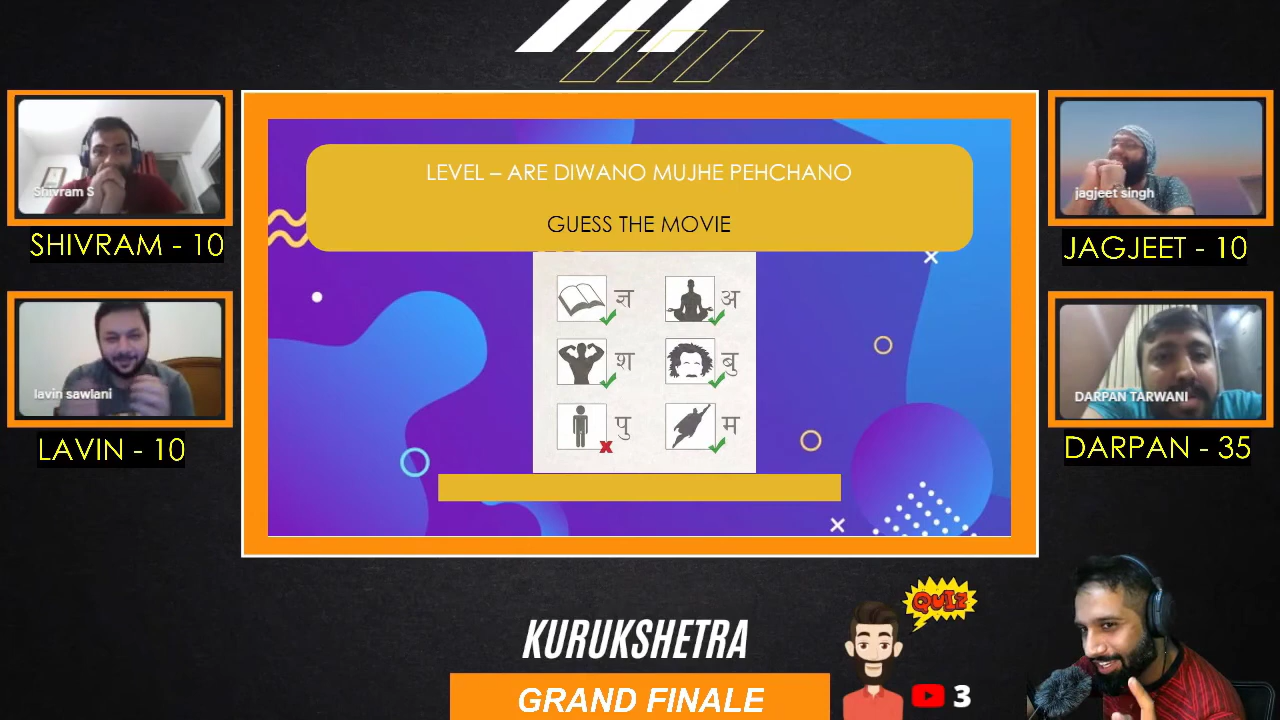 LEVEL – ARE DIWANO MUJHE PEHCHANO
GUESS THE MOVIE
Shivram S
SHIVRAM - 10
jagjeet singh
JAGJEET - 10
ज्ञ
अ
श
बु
पु
म
lavin sawlani
LAVIN - 10
DARPAN TARWANI
DARPAN - 35
QUIZ
KURUKSHETRA
GRAND FINALE
3